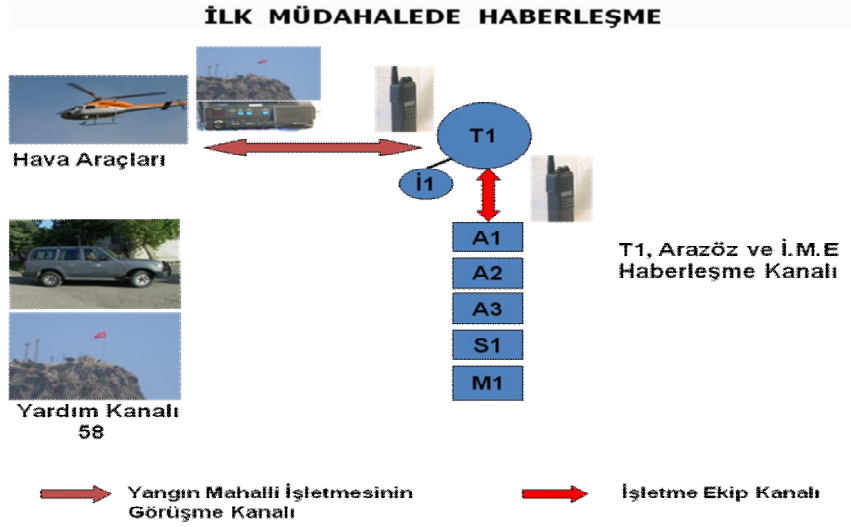 İLK MÜDAHALEDE HABERLEŞME
Hava Araçları
T1
İ1
A1
A2
A3
S1
M1
T1, Arazöz ve İ.M.E
Haberleşme Kanalı
Yardım Kanalı
58
Yangın Mahalli İşletmesinin
Görüşme Kanalı
İşletme Ekip Kanalı